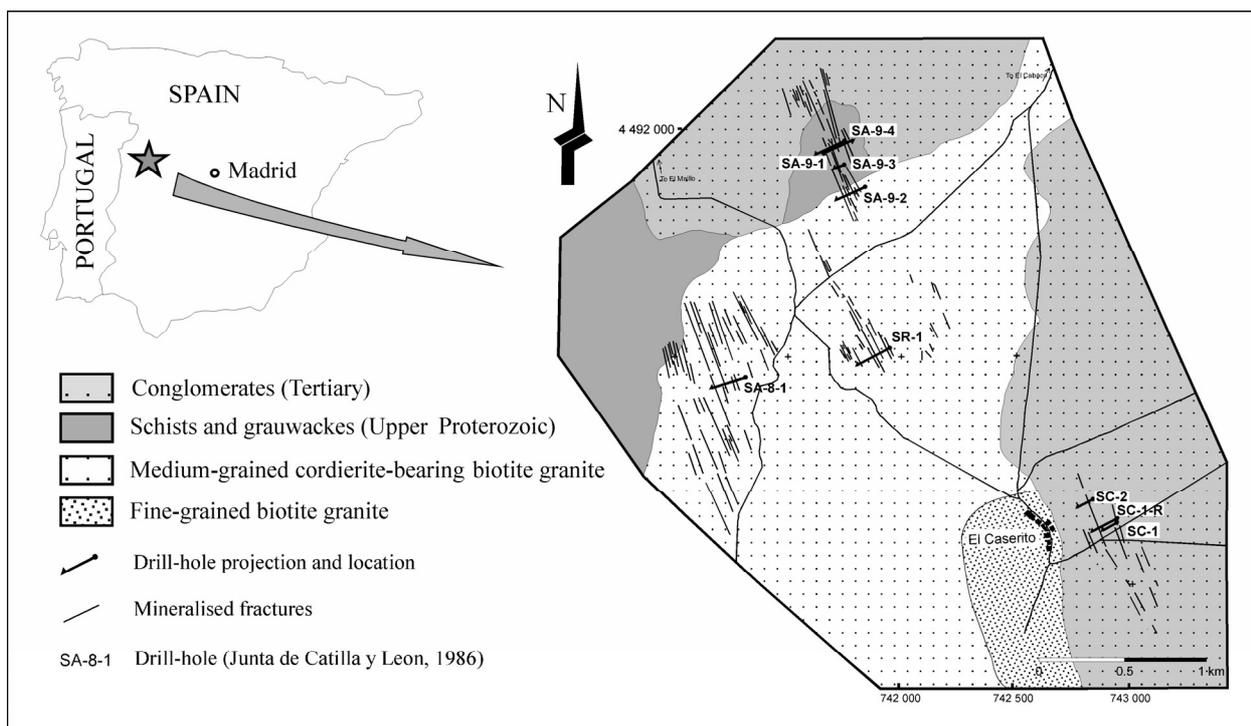 SPAIN
PORTUGAL
Madrid
N
4 492 000
To El Cabaco
To El Maillo
SA-9-4
SA-9-1
SA-9-3
SA-9-2
SR-1
SA-8-1
SC-2
SC-1-R
SC-1
El Caserito
0 0.5 1 km
742 000 742 500 743 000
Conglomerates (Tertiary)
Schists and grauwackes (Upper Proterozoic)
Medium-grained cordierite-bearing biotite granite
Fine-grained biotite granite
Drill-hole projection and location
Mineralised fractures
SA-8-1 Drill-hole (Junta de Catilla y Leon, 1986)